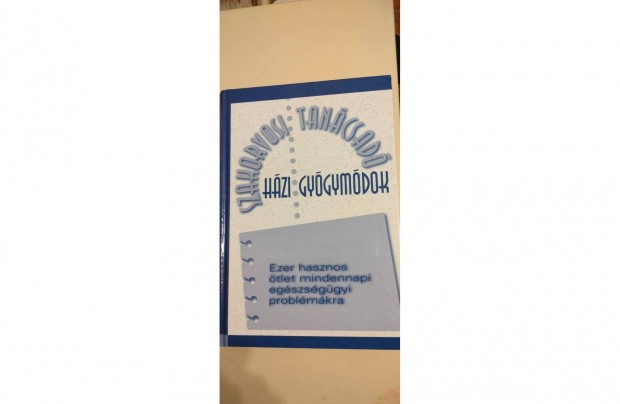 SZAKORVOSI TANÁCSADÓ
HÁZI GYÓGYMÓDOK
Ezer hasznos
ötlet mindennapi
egészségügyi
problémákra